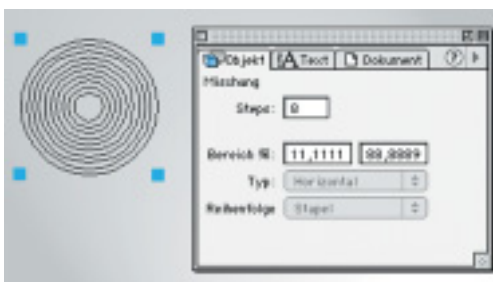 Objekt Text Dokument ?
Mischung
Steps: 8
Bereich %: 11,1111 88,8889
Typ: Horizontal
Reihenfolge Stapel